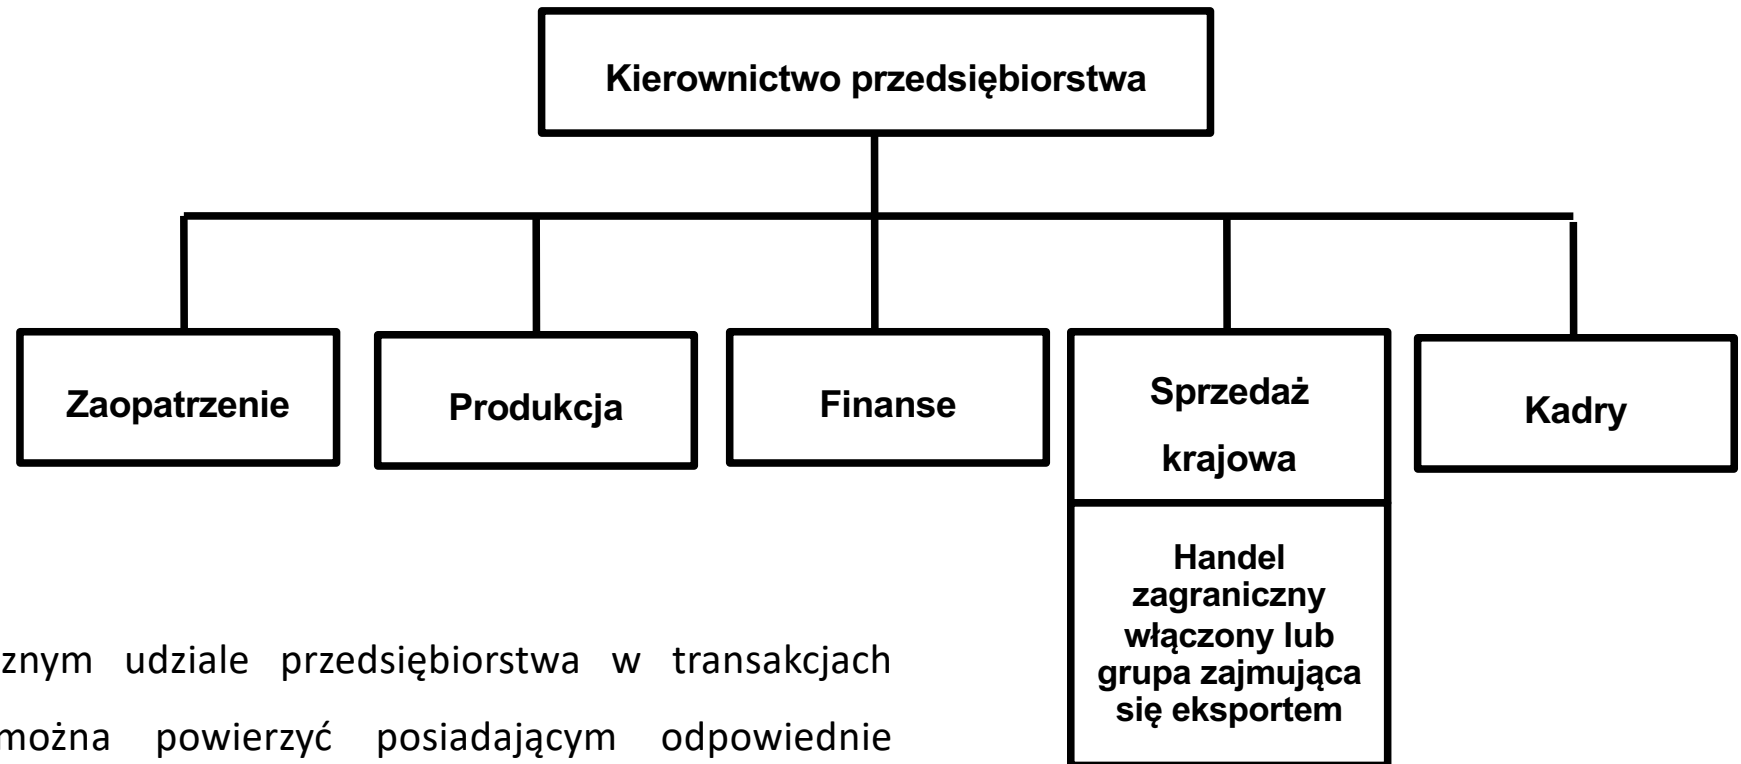 Kierownictwo przedsiębiorstwa
Zaopatrzenie
Produkcja
Finanse
Sprzedaż
krajowa
Kadry
Handel
zagraniczny
włączony lub
grupa zajmująca
się eksportem
udziale przedsiębiorstwa w transakcjach
można powierzyć posiadającym odpowiednie